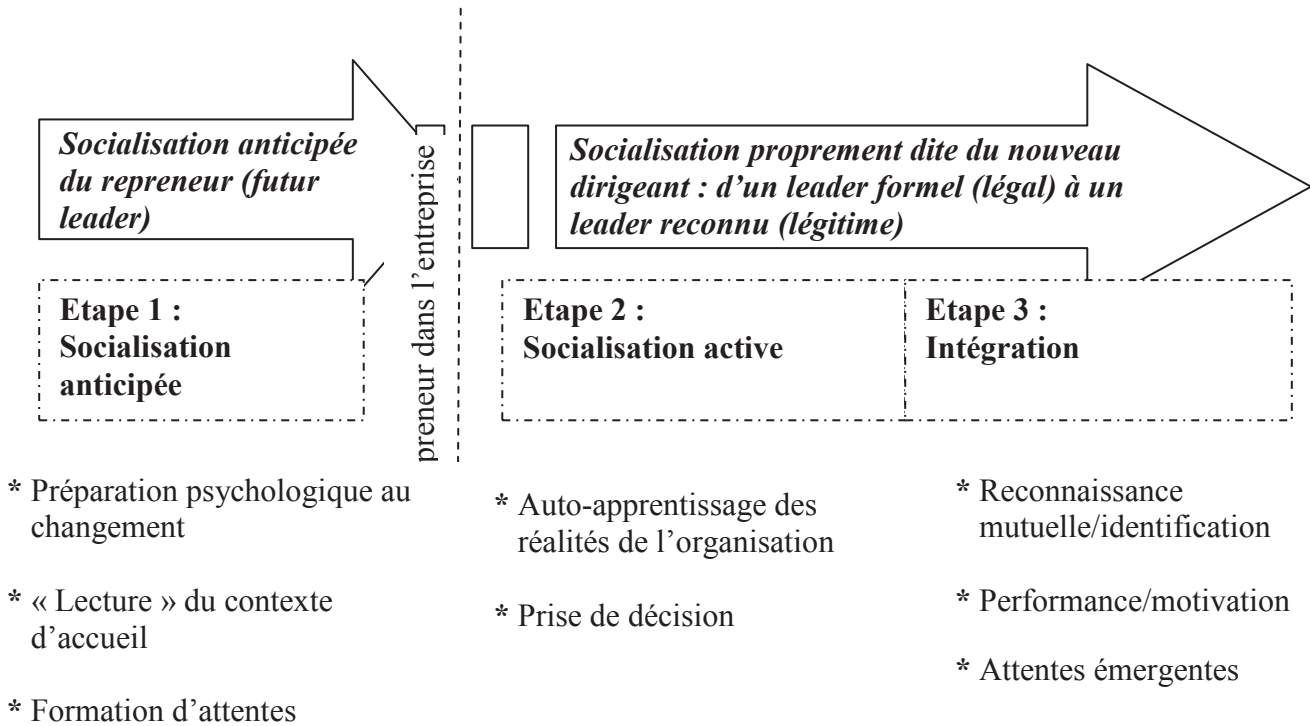 Socialisation anticipée
du repreneur (futur
leader)
preneur dans l’entreprise
Socialisation proprement dite du nouveau
dirigeant : d’un leader formel (légal) à un
leader reconnu (légitime)
Etape 1 :
Socialisation
anticipée
Etape 2 :
Socialisation active
Etape 3 :
Intégration
* Préparation psychologique au
changement
* « Lecture » du contexte
d’accueil
* Formation d’attentes
* Auto-apprentissage des
réalités de l’organisation
* Prise de décision
* Reconnaissance
mutuelle/identification
* Performance/motivation
* Attentes émergentes